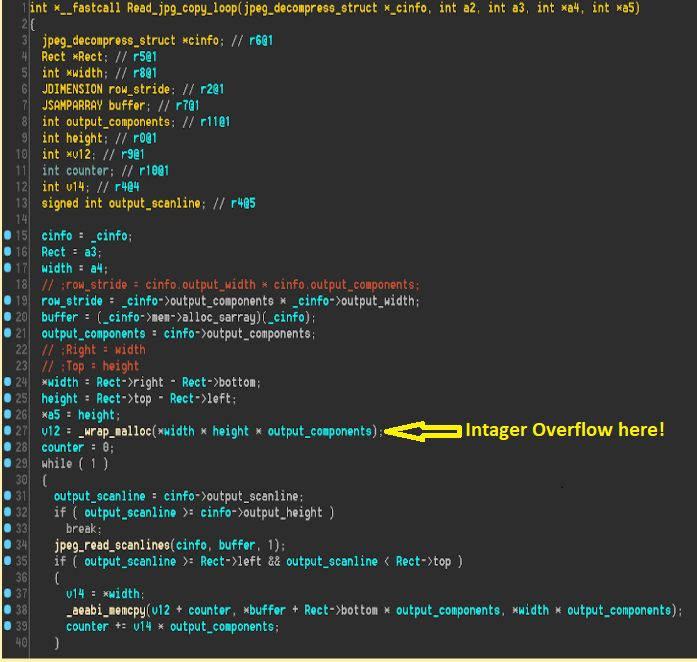 1 int *__fastcall Read_jpg_copy_loop(jpeg_decompress_struct *_cinfo, int a2, int a3, int *a4, int *a5)
2 {
3 jpeg_decompress_struct *cinfo; // r6@1
4 Rect *Rect; // r5@1
5 int *width; // r8@1
6 JDIMENSION row_stride; // r2@1
7 JSAMPARRAY buffer; // r7@1
8 int output_components; // r11@1
9 int height; // r0@1
10 int *v12; // r9@1
11 int counter; // r10@1
12 int v14; // r4@4
13 signed int output_scanline; // r4@5
14
15 cinfo = _cinfo;
16 Rect = a3;
17 width = a4;
18 // ;row_stride = cinfo.output_width * cinfo.output_components;
19 row_stride = _cinfo->output_components * _cinfo->output_width;
20 buffer = (_cinfo->mem->alloc_sarray)(_cinfo);
21 output_components = cinfo->output_components;
22 // ;Right = width
23 // ;Top = height
24 *width = Rect->right - Rect->bottom;
25 height = Rect->top - Rect->left;
26 *a5 = height;
27 v12 = _wrap_malloc(*width * height * output_components); Intager Overflow here!
28 counter = 0;
29 while ( 1 )
30 {
31 output_scanline = cinfo->output_scanline;
32 if ( output_scanline >= cinfo->output_height )
33 break;
34 jpeg_read_scanlines(cinfo, buffer, 1);
35 if ( output_scanline >= Rect->left && output_scanline < Rect->top )
36 {
37 v14 = *width;
38 _aeabi_memcpy(v12 + counter, *buffer + Rect->bottom * output_components, *width * output_components);
39 counter += v14 * output_components;
40 }